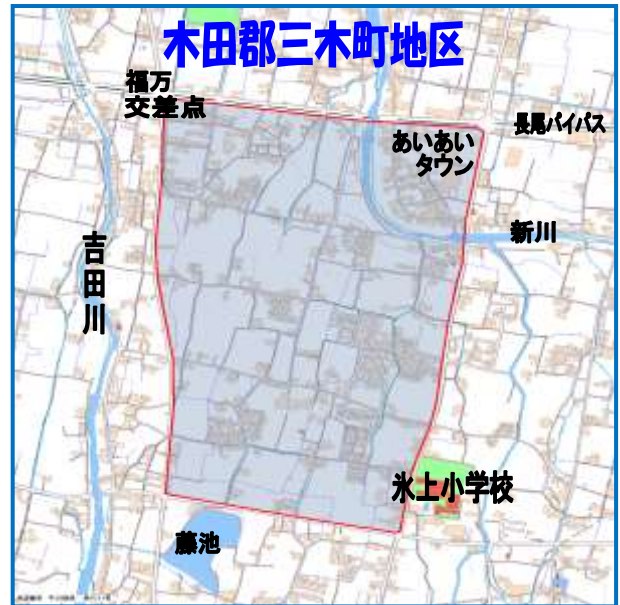 木田郡三木町地区
福万
交差点
長尾バイパス
あいあい
タウン
新川
吉田川
氷上小学校
藤池